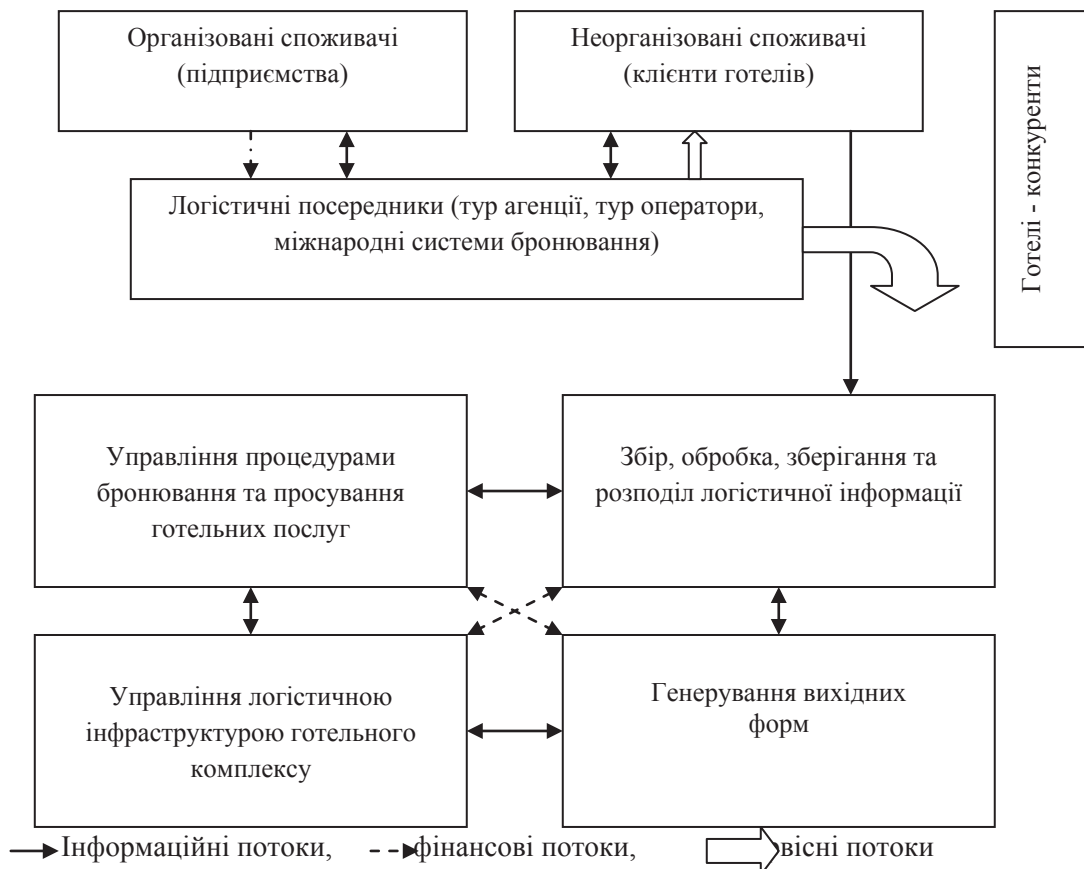 Організовані споживачі
(підприємства)
Неорганізовані споживачі
(клієнти готелів)
Готелі - конкуренти
Логістичні посередники (тур агенції, тур оператори,
міжнародні системи бронювання)
Управління процедурами
бронювання та просування
готельних послуг
Збір, обробка, зберігання та
розподіл логістичної інформації
Управління логістичною
інфраструктурою готельного
комплексу
Генерування вихідних
форм
Інформаційні потоки, фінансові потоки, вісні потоки